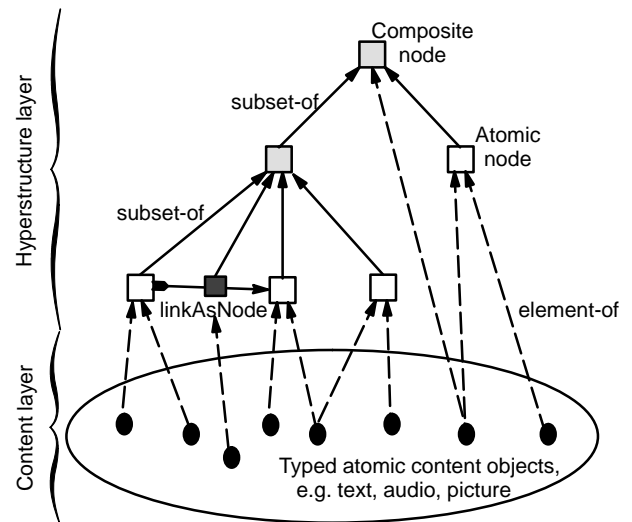 Composite
node
subset-of
Atomic
node
subset-of
linkAsNode
element-of
Typed atomic content objects,
e.g. text, audio, picture
Hyperstructure layer
Content layer